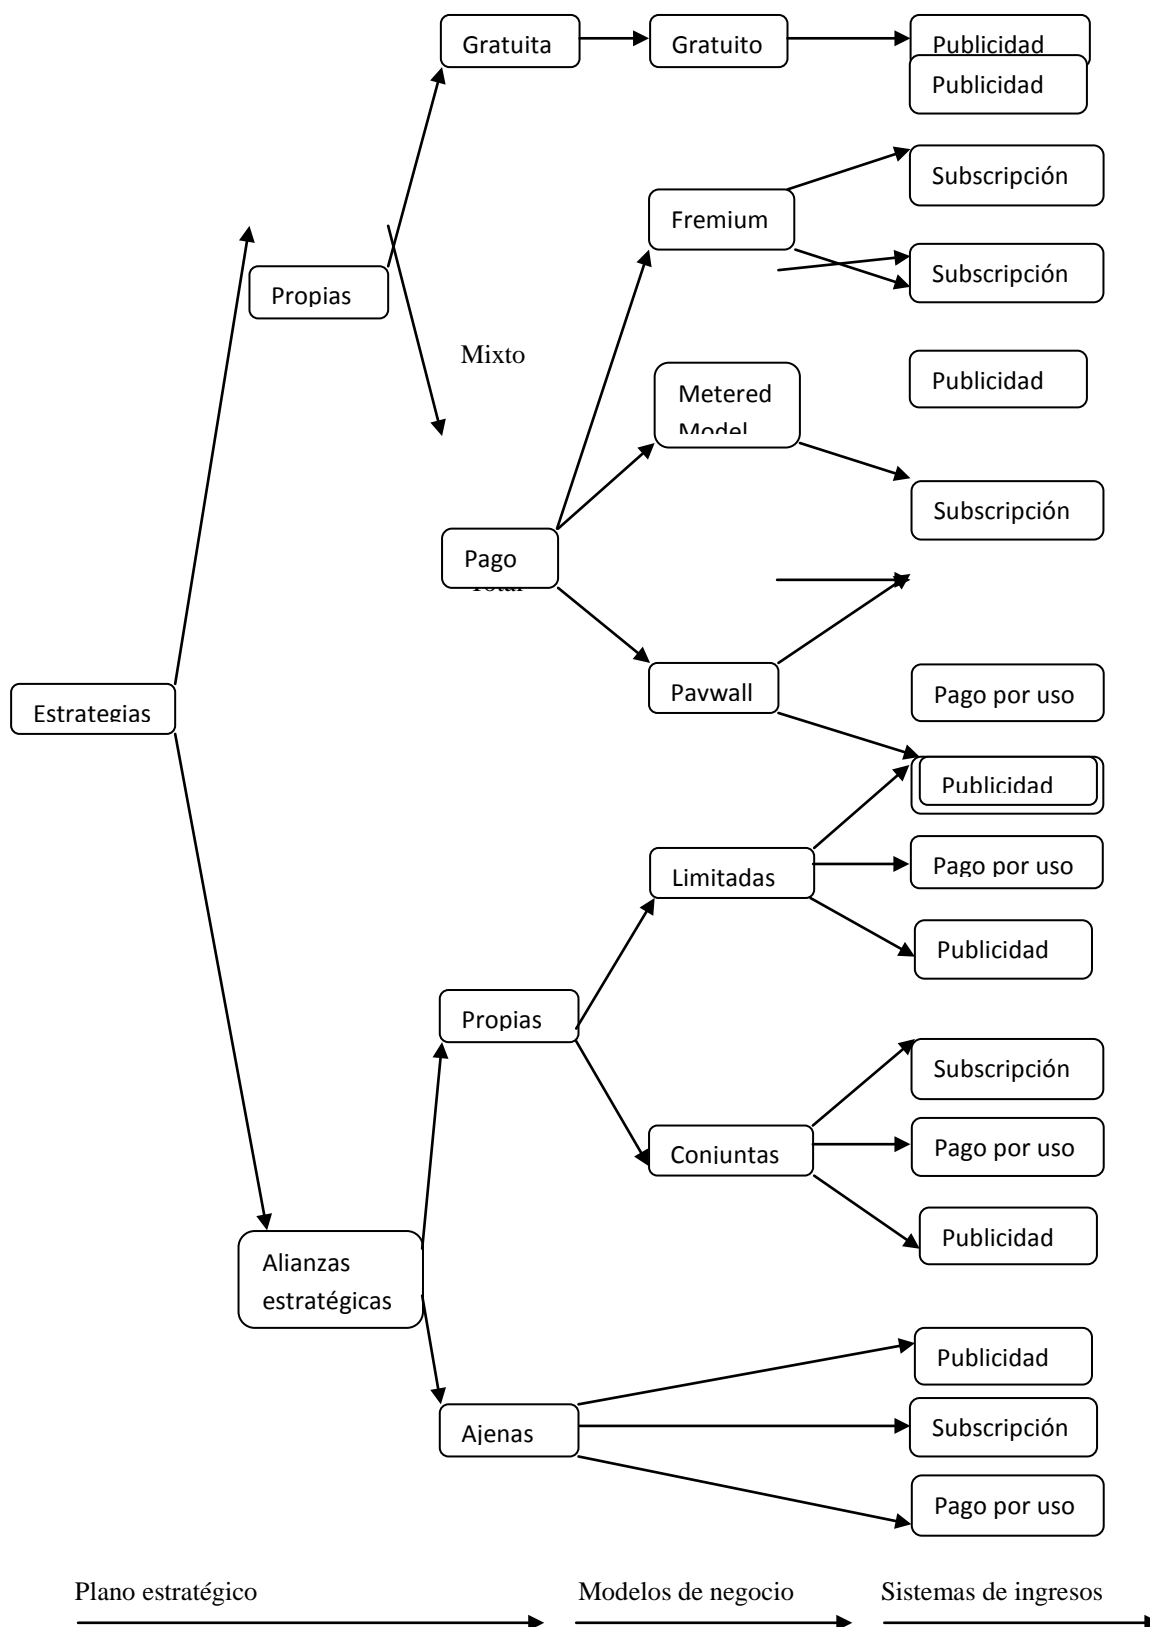 Gratuita
Gratuito
Publicidad
Publicidad
Subscripción
Fremium
Subscripción
Propias
Mixto
Publicidad
Metered
Model
Subscripción
Pago
Total
Paywall
Pago por uso
Estrategias
Publicidad
Limitadas
Pago por uso
Publicidad
Propias
Subscripción
Conjuntas
Pago por uso
Publicidad
Alianzas
estratégicas
Publicidad
Ajenas
Subscripción
Pago por uso
Plano estratégico
Modelos de negocio
Sistemas de ingresos